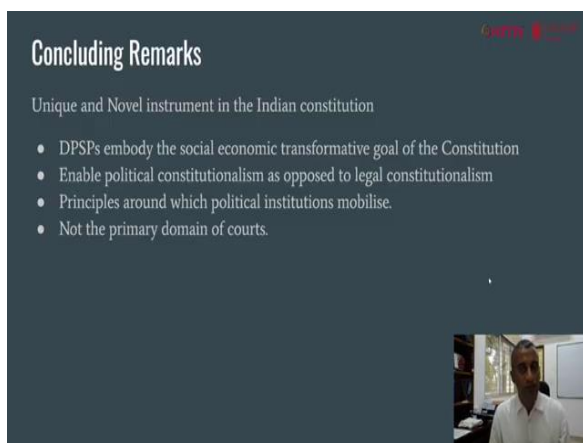 Concluding Remarks
Unique and Novel instrument in the Indian constitution
● DPSPs embody the social economic transformative goal of the Constitution
● Enable political constitutionalism as opposed to legal constitutionalism
● Principles around which political institutions mobilise.
● Not the primary domain of courts.